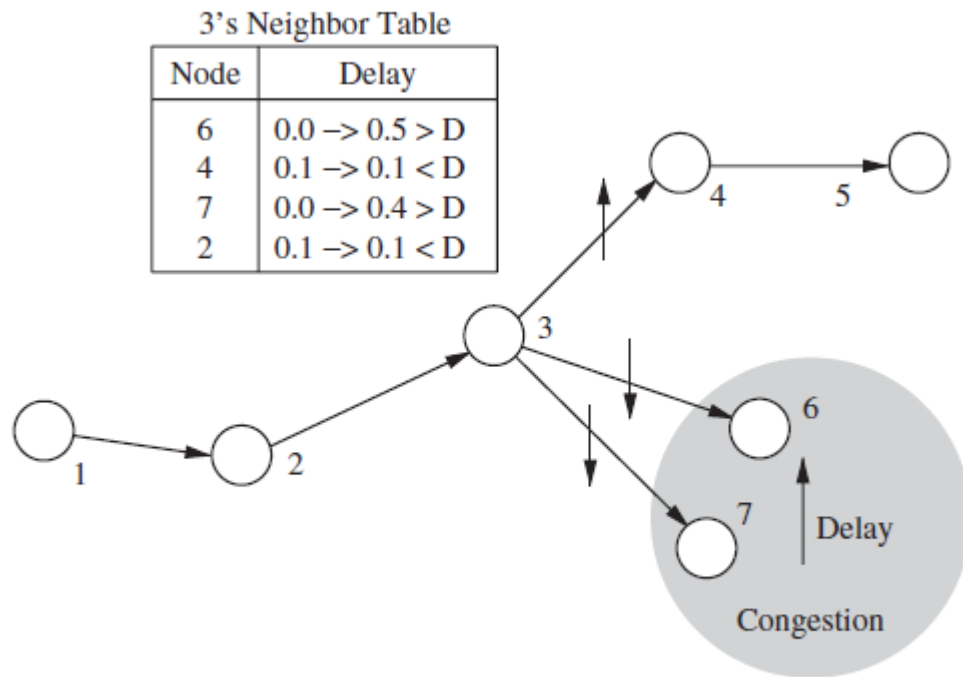 3's Neighbor Table
Node Delay
6 0.0 –> 0.5 > D
4 0.1 –> 0.1 < D
7 0.0 –> 0.4 > D
2 0.1 –> 0.1 < D
4
5
3
6
1
2
7
Delay
Congestion